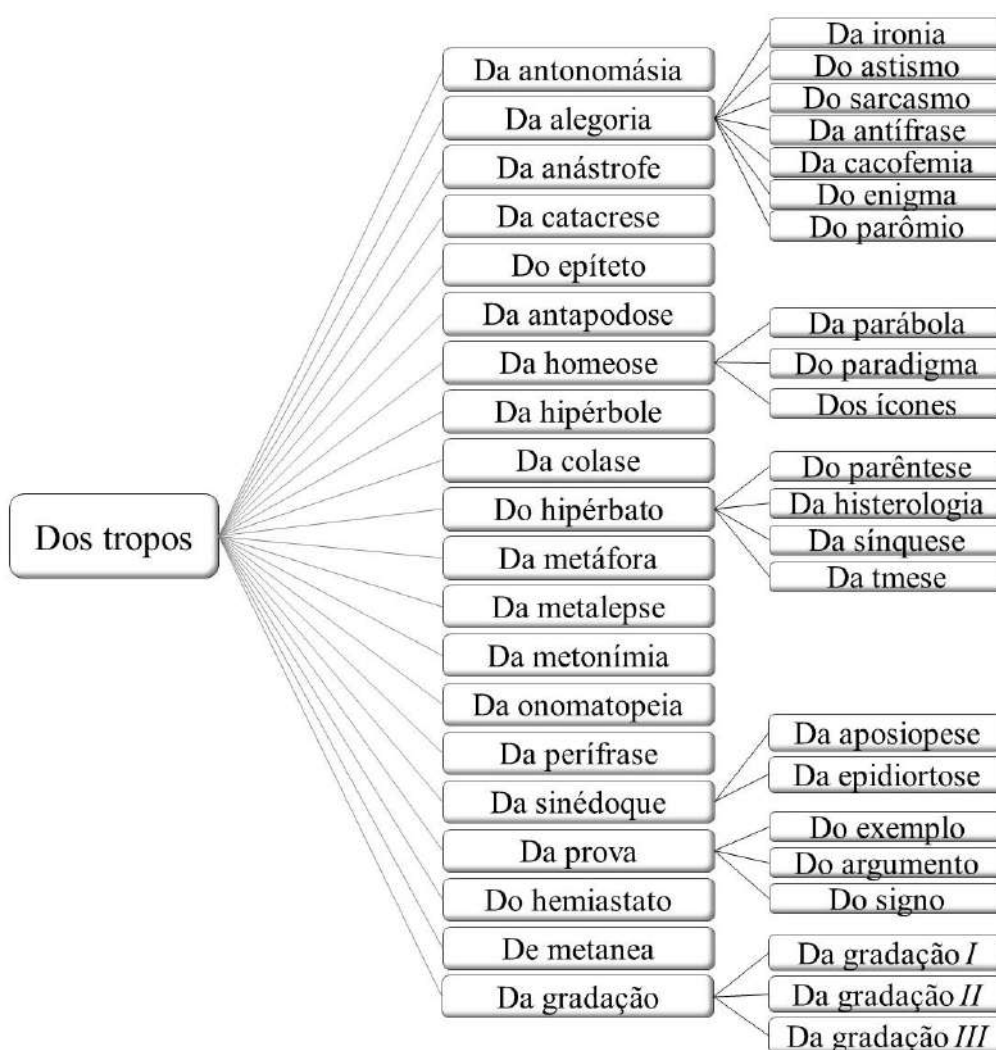 Dos tropos
Da antonomásia
Da alegoria
Da ironia
Do astismo
Do sarcasmo
Da antífrase
Da cacofemia
Do enigma
Do parômio
Da anástrofe
Da catacrese
Do epíteto
Da antapodose
Da homeose
Da parábola
Do paradigma
Dos ícones
Da hipérbole
Da colase
Do hipérbato
Do parêntese
Da histerologia
Da sínquese
Da tmese
Da metáfora
Da metalepse
Da metonímia
Da onomatopeia
Da perífrase
Da sinédoque
Da aposiopese
Da epidiortose
Da prova
Do exemplo
Do argumento
Do signo
Do hemiastato
De metanea
Da gradação
Da gradação I
Da gradação II
Da gradação III